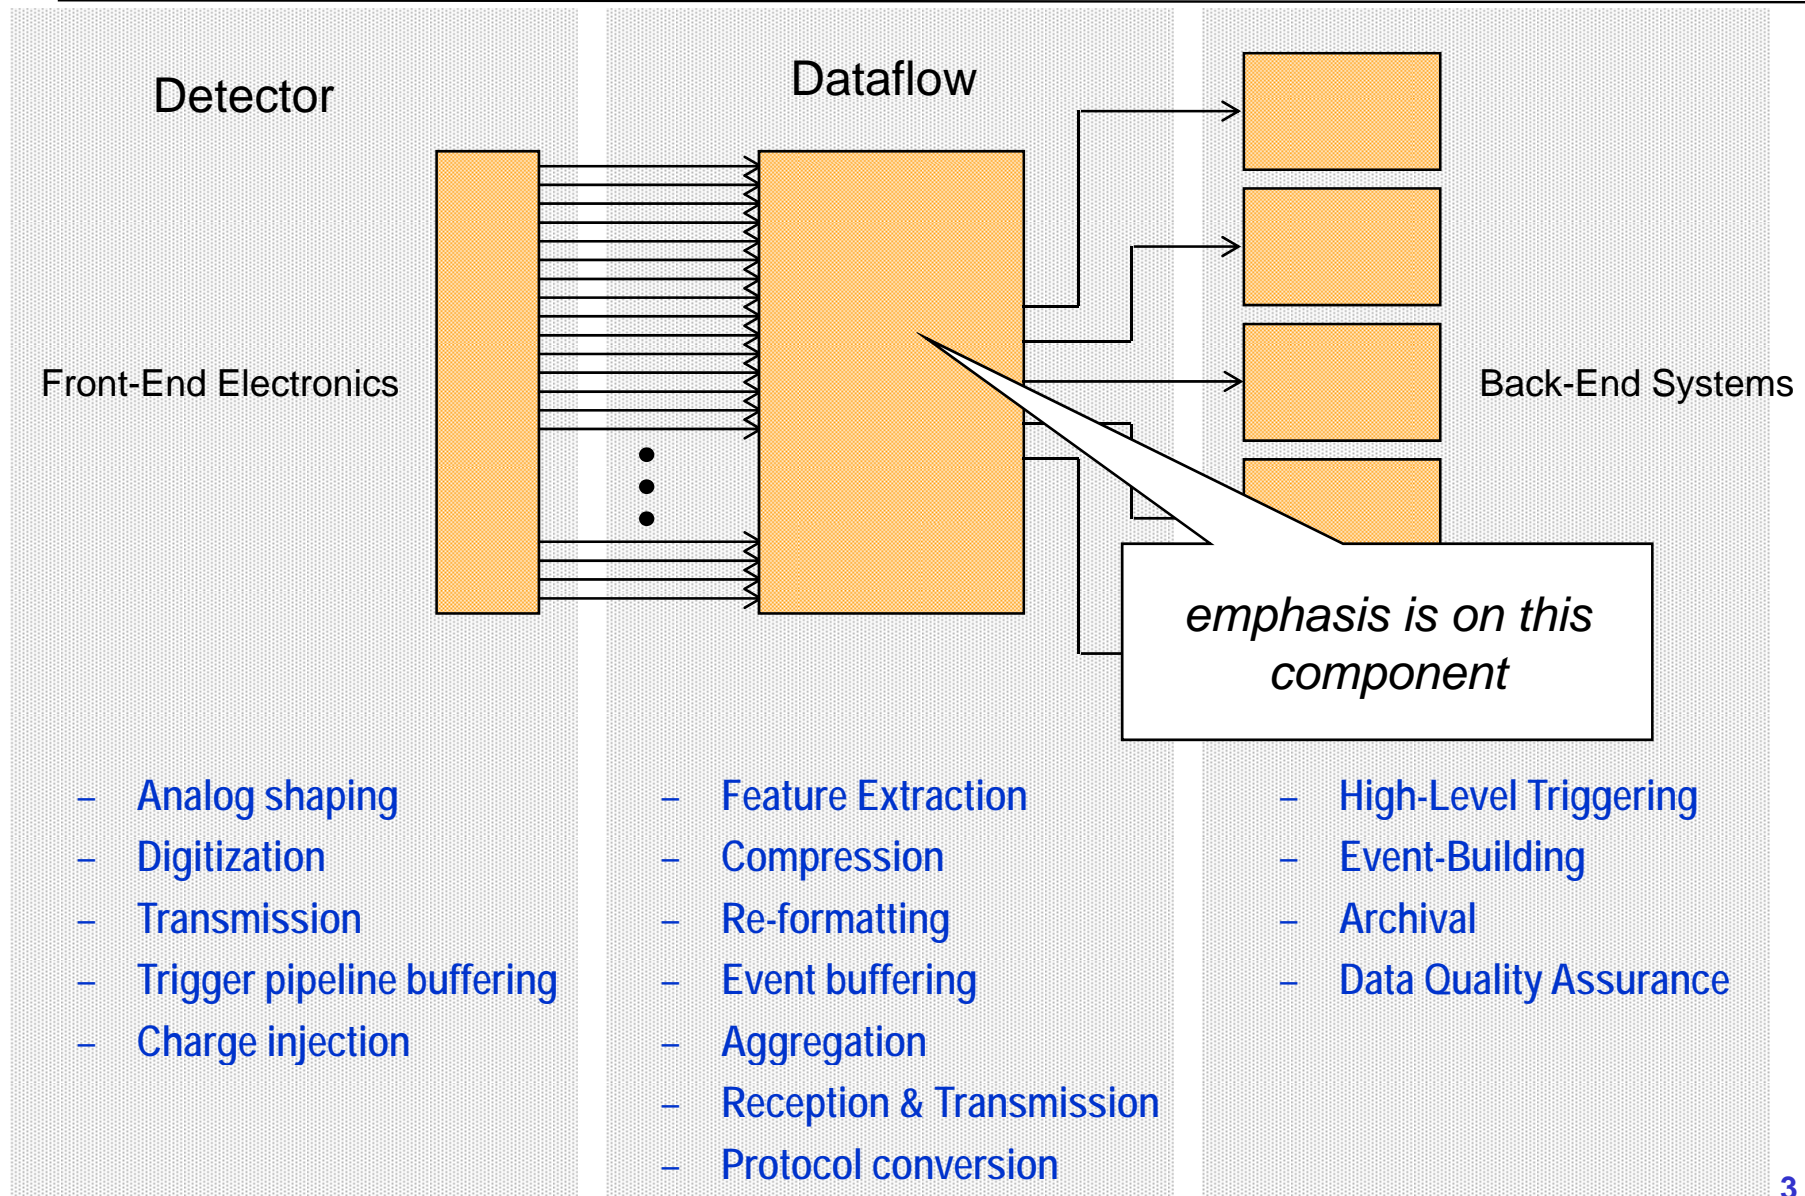 Detector
Dataflow
Front-End Electronics
Back-End Systems
emphasis is on this
component
– Analog shaping
– Digitization
– Transmission
– Trigger pipeline buffering
– Charge injection
– Feature Extraction
– Compression
– Re-formatting
– Event buffering
– Aggregation
– Reception & Transmission
– Protocol conversion
– High-Level Triggering
– Event-Building
– Archival
– Data Quality Assurance
3